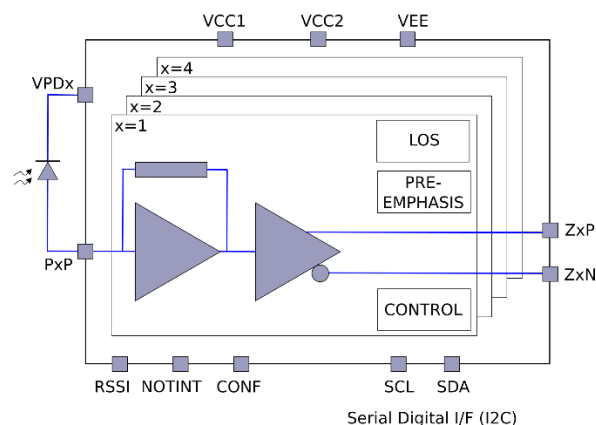 VCC1 VCC2 VEE
VPDx
x=4
x=3
x=2
x=1
LOS
PRE-
EMPHASIS
ZxP
PxP
ZxN
CONTROL
RSSI NOTINT CONF SCL SDA
Serial Digital I/F (I2C)